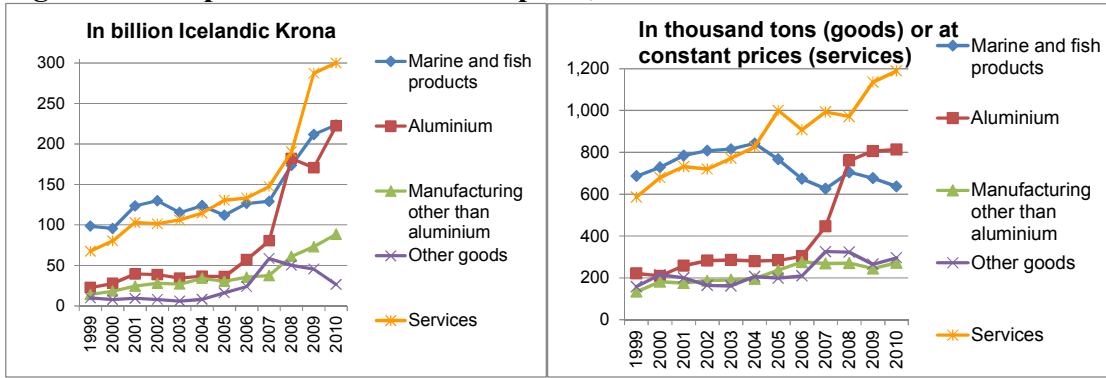 In billion Icelandic Krona
300
250
200
150
100
50
0
1999
2000
2001
2002
2003
2004
2005
2006
2007
2008
2009
2010
Marine and fish
products
Aluminium
Manufacturing
other than
aluminium
Other goods
Services
In thousand tons (goods) or at
constant prices (services)
1,200
1,000
800
600
400
200
0
1999
2000
2001
2002
2003
2004
2005
2006
2007
2008
2009
2010
Marine and fish
products
Aluminium
Manufacturing
other than
aluminium
Other goods
Services